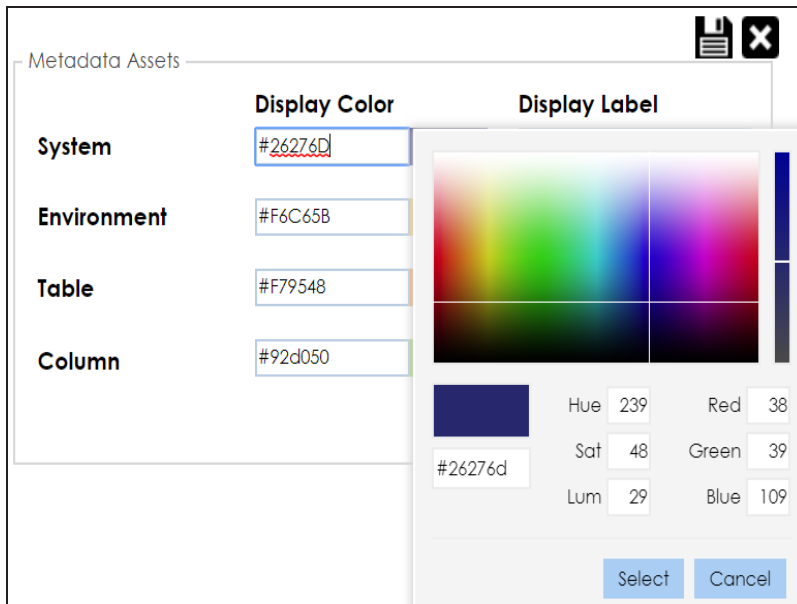 Metadata Assets
Display Color Display Label
System #26276D
Environment #F6C65B
Table #F79548
Column #92d050
Hue 239 Red 38
#26276d Sat 48 Green 39
Lum 29 Blue 109
Select Cancel